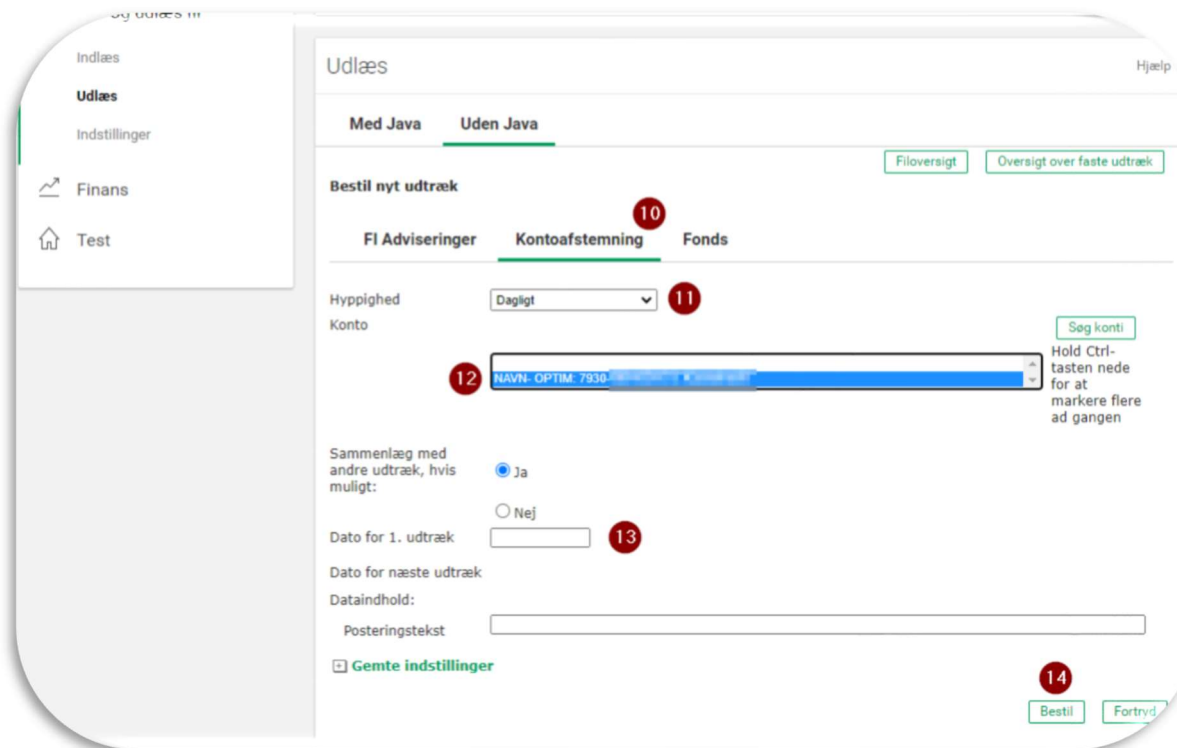 Og udlæs fil
Indlæs
Udlæs
Indstillinger
Finans
Test
Udlæs
Hjælp
Med Java Uden Java
Filoversigt Oversigt over faste udtræk
Bestil nyt udtræk
10
FI Adviseringer Kontoafstemning Fonds
Hyppighed Dagligt 11
Konto
Søg konti
12 NAVN- OPTIM: 7930-
Hold Ctrl-
tasten nede
for at
markere flere
ad gangen
Sammenlæg med
andre udtræk, hvis
muligt:
Ja
Nej
Dato for 1. udtræk 13
Dato for næste udtræk
Dataindhold:
Posteringstekst
Gemte indstillinger
14
Bestil Fortryd